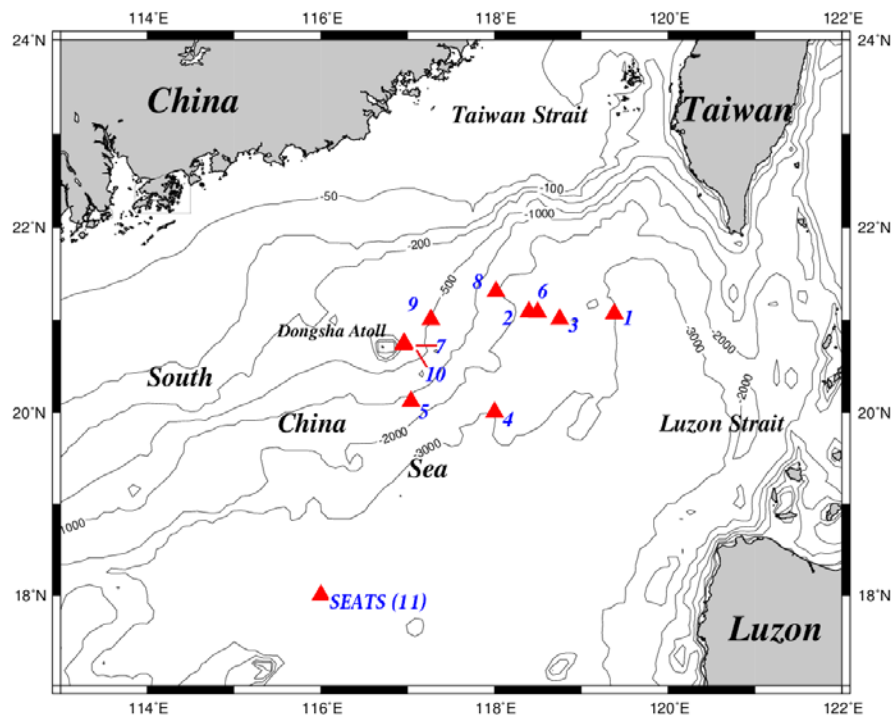 114°E 116°E 118°E 120°E 122°E
24°N 24°N
China
Taiwan Strait
Taiwan
-50
-100
-200
-1000
22°N 22°N
-500
8
6
9
2
3
1
-3000
-2000
Dongsha Atoll
7
10
South
-2000
5
4
20°N 20°N
China
-2000
Luzon Strait
-3000
Sea
1000
18°N 18°N
SEATS (11)
Luzon
114°E 116°E 118°E 120°E 122°E